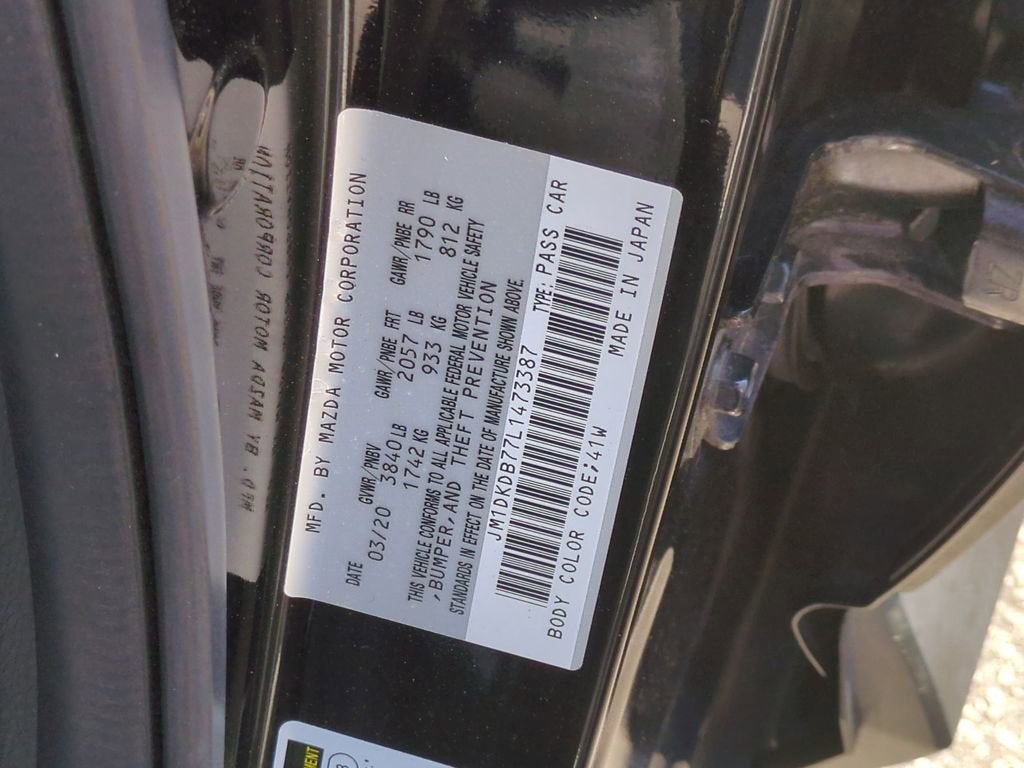 MFD. BY MAZDA MOTOR CORPORATION
DATE GVWR/PNBV GAWR/PNBE FRT GAWR/PNBE RR
03/20 3840 LB 2057 LB 1790 LB
1742 KG 933 KG 812 KG
THIS VEHICLE CONFORMS TO ALL APPLICABLE FEDERAL MOTOR VEHICLE SAFETY
, BUMPER, AND THEFT PREVENTION
STANDARDS IN EFFECT ON THE DATE OF MANUFACTURE SHOWN ABOVE
JM1DKDB77L1473387 TYPE: PASS CAR
BODY COLOR CODE;41W MADE IN JAPAN
ZR